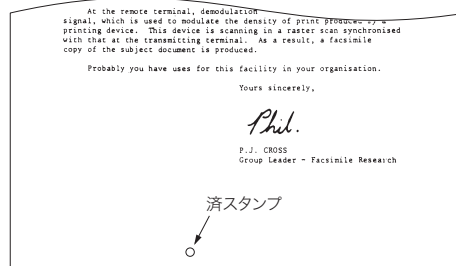 At the remote terminal, demodulation
signal, which is used to modulate the density of print produced by a
printing device. This device is scanning in a raster scan synchronised
with that at the transmitting terminal. As a result, a facsimile
copy of the subject document is produced.
Probably you have uses for this facility in your organisation.
Yours sincerely,
Phil.
P.J. CROSS
Group Leader - Facsimile Research
済スタンプ